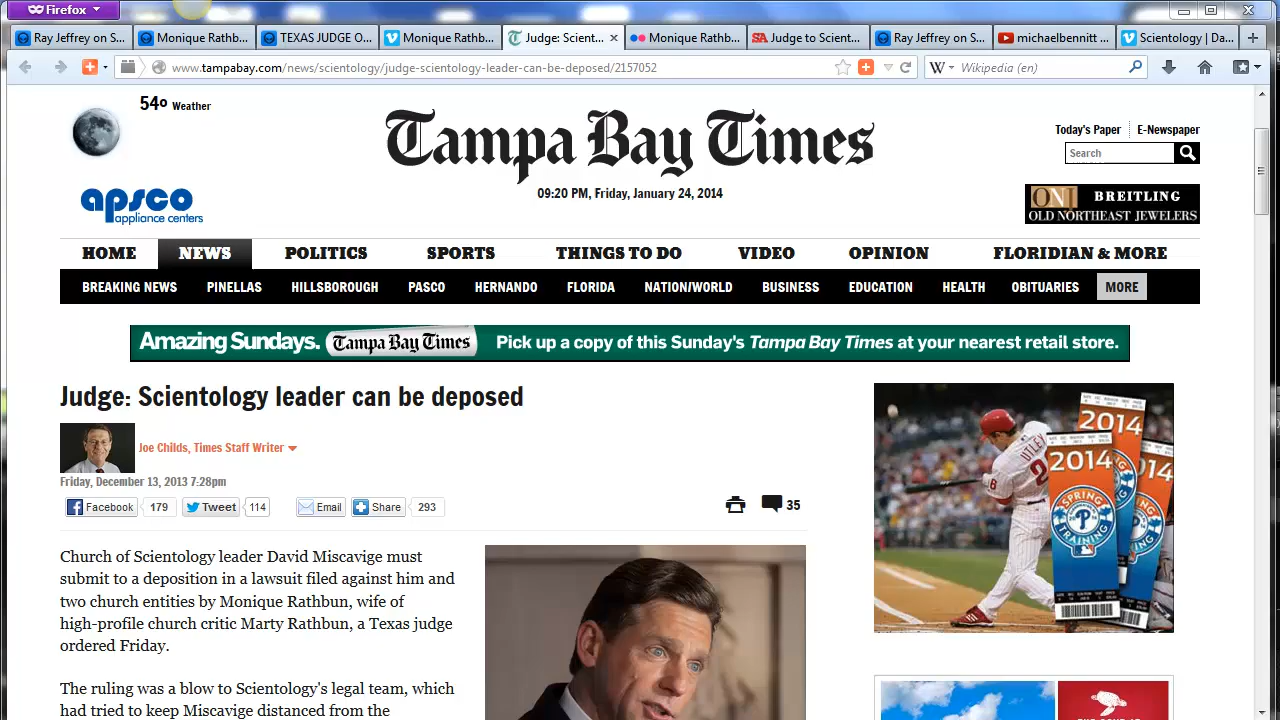 Firefox
Ray Jeffrey on S...
Monique Rathb...
TEXAS JUDGE O...
Monique Rathb...
Judge: Scient...
Monique Rathb...
Judge to Scient...
Ray Jeffrey on S...
michaelbennitt ...
Scientology | Da...
www.tampabay.com/news/scientology/judge-scientology-leader-can-be-deposed/2157052
W Wikipedia (en)
54º Weather
Tampa Bay Times
Today's Paper
E-Newspaper
Search
09:20 PM, Friday, January 24, 2014
apsco
appliance centers
ONJ BREITLING
OLD NORTHEAST JEWELERS
HOME NEWS POLITICS SPORTS THINGS TO DO VIDEO OPINION FLORIDIAN & MORE
BREAKING NEWS PINELLAS HILLSBOROUGH PASCO HERNANDO FLORIDA NATION/WORLD BUSINESS EDUCATION HEALTH OBITUARIES MORE
Amazing Sundays. Tampa Bay Times Pick up a copy of this Sunday's Tampa Bay Times at your nearest retail store.
Judge: Scientology leader can be deposed
Joe Childs, Times Staff Writer
Friday, December 13, 2013 7:28pm
Facebook 179 Tweet 114 Email Share 293
35
Church of Scientology leader David Miscavige must
submit to a deposition in a lawsuit filed against him and
two church entities by Monique Rathbun, wife of
high-profile church critic Marty Rathbun, a Texas judge
ordered Friday.
The ruling was a blow to Scientology's legal team, which
had tried to keep Miscavige distanced from the
UTLEY
2014
2014
SPRING
TRAINING